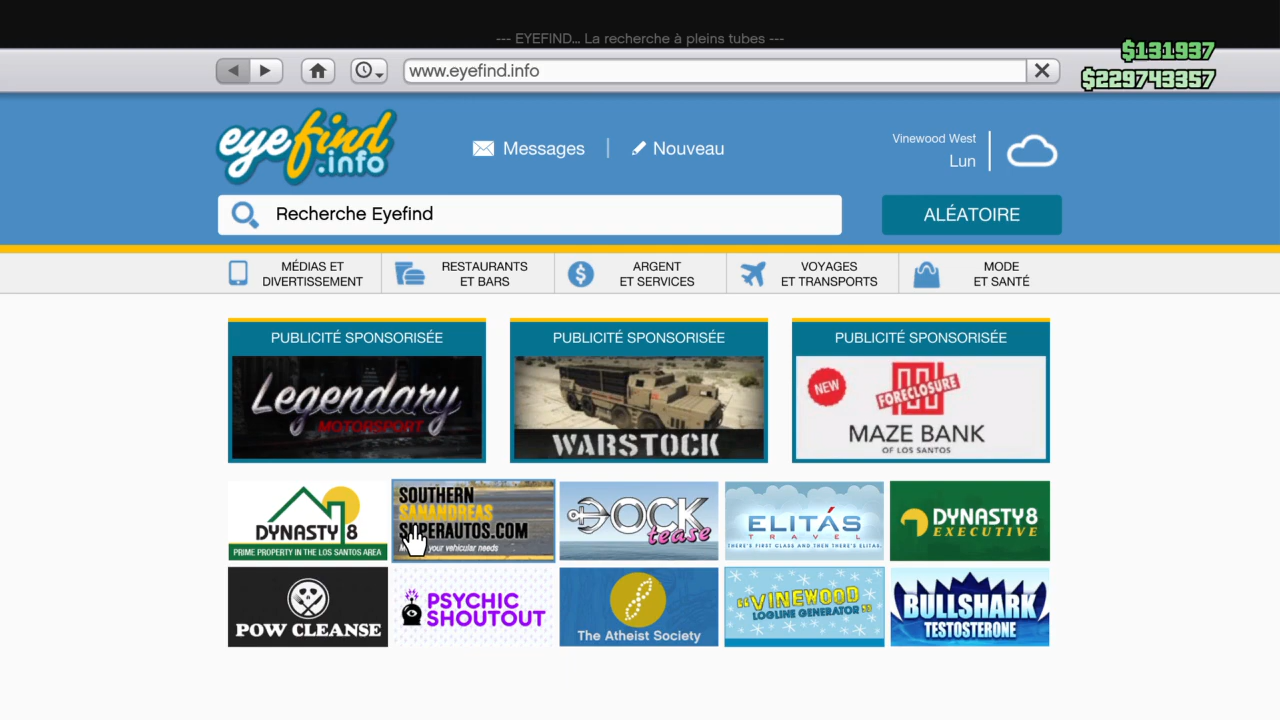 --- EYEFIND... La recherche à pleins tubes ---
$131937
www.eyefind.info
$229743357
eyefind
.info
Messages
Nouveau
Vinewood West
Lun
Recherche Eyefind
ALÉATOIRE
MÉDIAS ET
DIVERTISSEMENT
RESTAURANTS
ET BARS
ARGENT
ET SERVICES
VOYAGES
ET TRANSPORTS
MODE
ET SANTÉ
PUBLICITÉ SPONSORISÉE
Legendary
MOTORSPORT
PUBLICITÉ SPONSORISÉE
WARSTOCK
PUBLICITÉ SPONSORISÉE
NEW
FORECLOSURE
MAZE BANK
OF LOS SANTOS
DYNASTY 8
PRIME PROPERTY IN THE LOS SANTOS AREA
SOUTHERN
SANANDREAS
SUPERAUTOS.COM
your vehicular needs
DOCK
tease
ELITÁS
TRAVEL
THERE'S FIRST CLASS AND THEN THERE'S ELITAS.
DYNASTY8
EXECUTIVE
POW CLEANSE
PSYCHIC
SHOUTOUT
The Atheist Society
"VINEWOOD
LOGLINE GENERATOR"
BULLSHARK
TESTOSTERONE